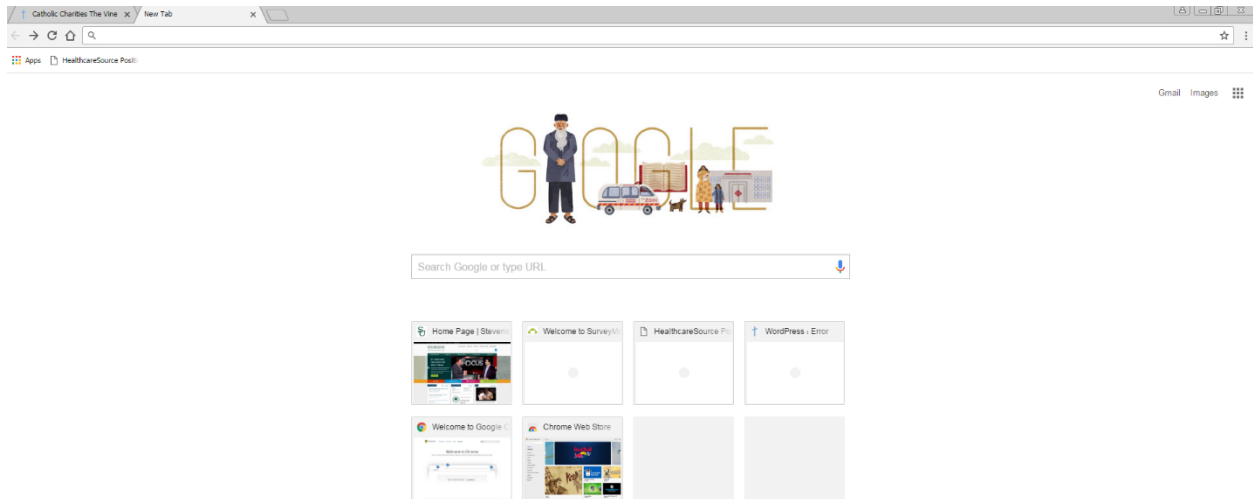 Catholic Charities The Vine New Tab
Apps HealthcareSource Posit
Gmail Images
GOOGLE
Search Google or type URL
Home Page | Stevens Welcome to SurveyM HealthcareSource Po WordPress › Error
Welcome to Google C Chrome Web Store